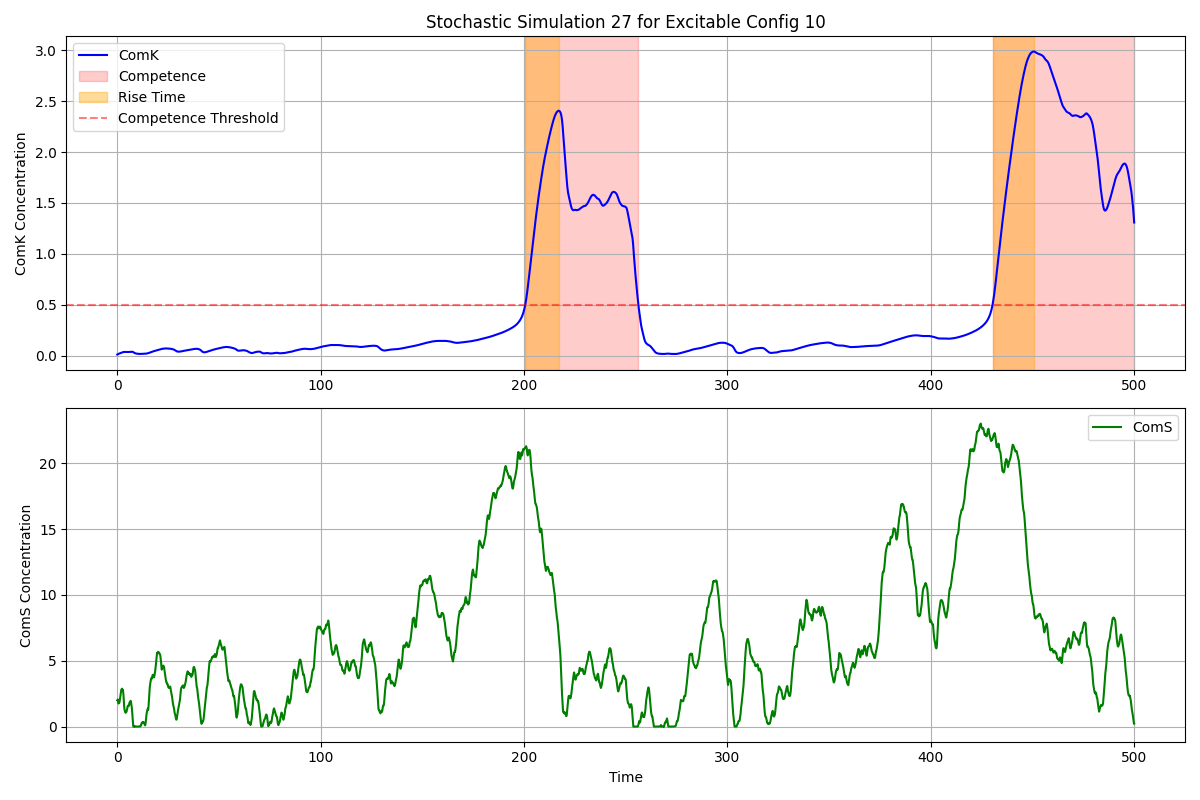 Stochastic Simulation 27 for Excitable Config 10
ComK Concentration
3.0
2.5
2.0
1.5
1.0
0.5
0.0
ComK
Competence
Rise Time
Competence Threshold
0 100 200 300 400 500
ComS Concentration
20
15
10
5
0
ComS
0 100 200 300 400 500
Time